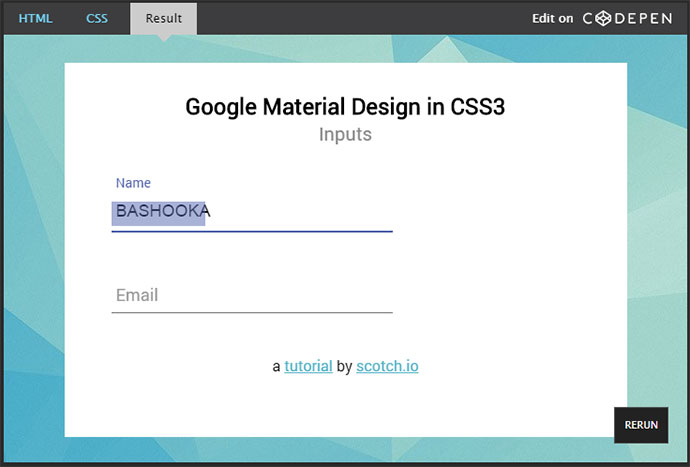 HTML CSS Result Edit on CODEPEN
Google Material Design in CSS3
Inputs
Name
BASHOOKA
Email
a tutorial by scotch.io
RERUN